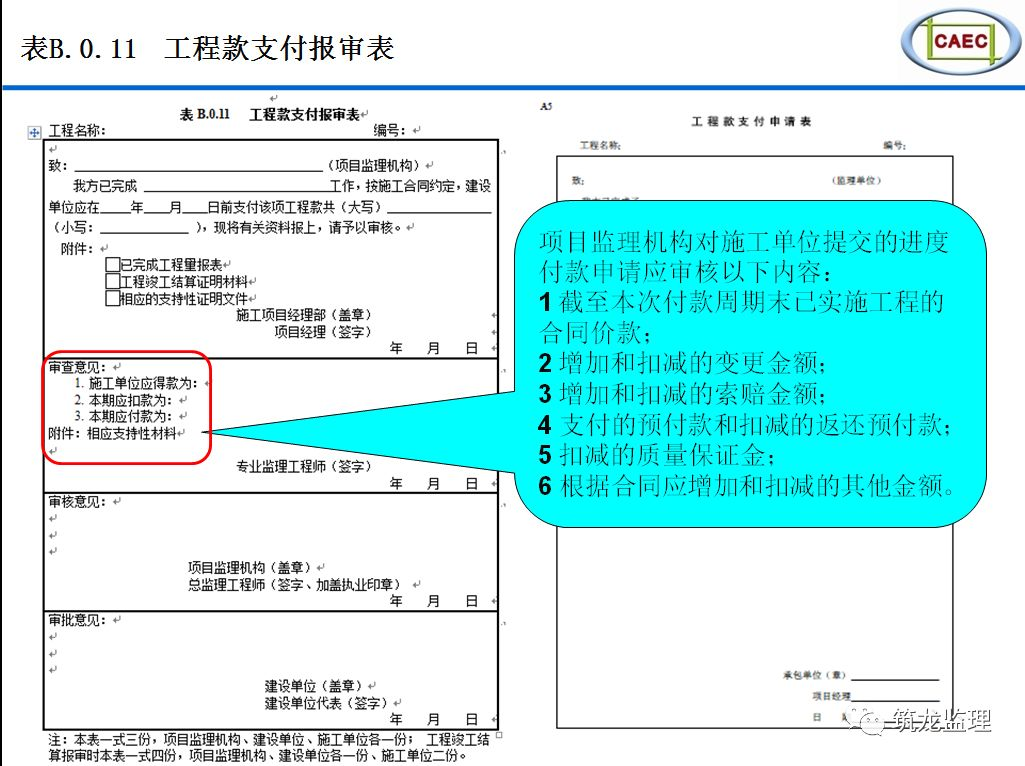 表B.0.11 工程款支付报审表
CAEC
表 B.0.11 工程款支付报审表
工程名称： 编号：
致：（项目监理机构）
我方已完成 工作，按施工合同约定，建设
单位应在 年 月 日前支付该项工程款共（大写）
（小写： ），现将有关资料报上，请予以审核。
附件：
已完成工程量报表
工程竣工结算证明材料
相应的支持性证明文件
施工项目经理部（盖章）
项目经理（签字）
年 月 日
审查意见：
1. 施工单位应得款为：
2. 本期应扣款为：
3. 本期应付款为：
附件：相应支持性材料
专业监理工程师（签字）
年 月 日
审核意见：
项目监理机构（盖章）
总监理工程师（签字、加盖执业印章）
年 月 日
审批意见：
建设单位（盖章）
建设单位代表（签字）
年 月 日
注：本表一式三份，项目监理机构、建设单位、施工单位各一份； 工程竣工结
算报审时本表一式四份，项目监理机构、建设单位各一份、施工单位二份。
A5
工程款支付申请表
工程名称： 编号：
致： （监理单位）
项目监理机构对施工单位提交的进度
付款申请应审核以下内容：
1 截至本次付款周期末已实施工程的
合同价款；
2 增加和扣减的变更金额；
3 增加和扣减的索赔金额；
4 支付的预付款和扣减的返还预付款；
5 扣减的质量保证金；
6 根据合同应增加和扣减的其他金额。
承包单位（章）
项目经理
日
筑龙监理